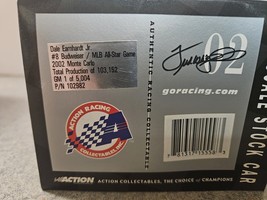 Dale Earnhardt Jr.
#8 Budweiser / MLB All-Star Game
2002 Monte Carlo
Total Production of 103,152
GM 1 of 5,004
P/N 102982
ACTION RACING
COLLECTABLES INC
AUTHENTIC RACING COLLECTABLE
02
goracing.com
SCALE STOCK CAR
ACTION
ACTION COLLECTABLES, THE CHOICE OF CHAMPIONS